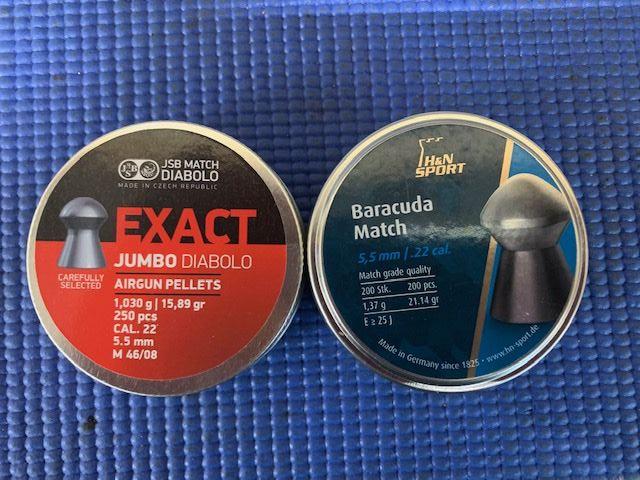 JSB
JSB MATCH
DIABOLO
MADE IN CZECH REPUBLIC
EXACT
JUMBO DIABOLO
CAREFULLY
SELECTED
AIRGUN PELLETS
1,030 g | 15,89 gr
250 pcs
CAL. 22
5.5 mm
M 46/08
H&N
SPORT
Baracuda
Match
5,5 mm / .22 cal.
Match grade quality
200 Stk. 200 pcs.
1,37 g 21.14 gr
E ≥ 25 J
Made in Germany since 1825 • www.hn-sport.de